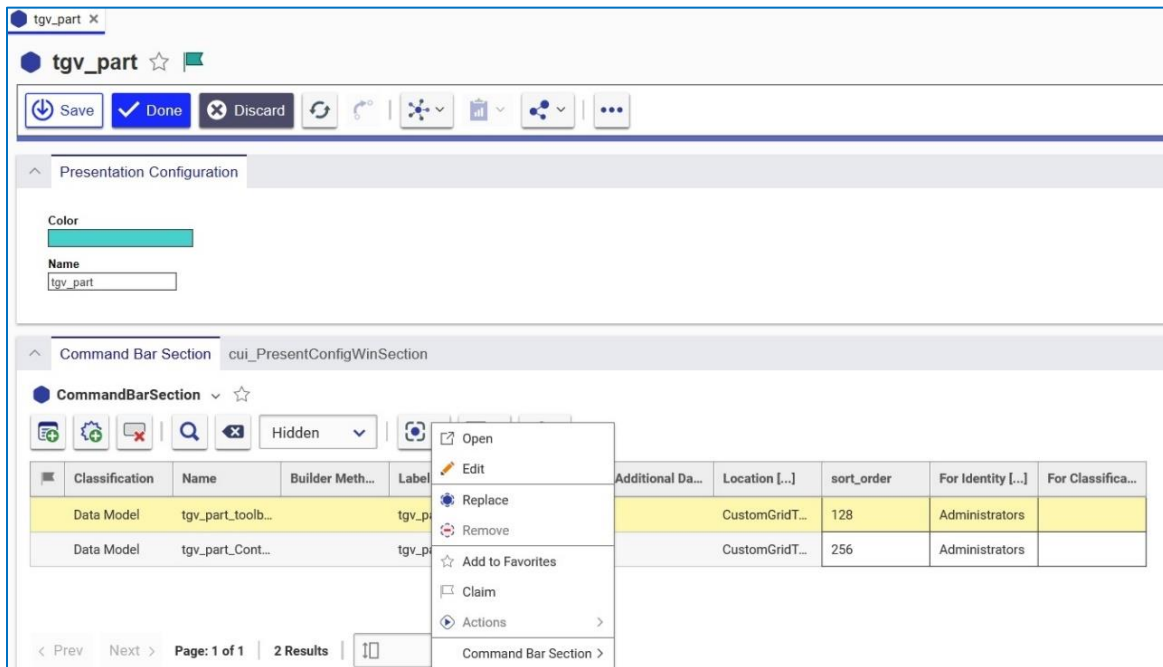 tgv_part
tgv_part
Save Done Discard
Presentation Configuration
Color
Name
tgv_part
Command Bar Section cui_PresentConfigWinSection
CommandBarSection
Hidden
Open
Edit
Replace
Remove
Add to Favorites
Claim
Actions
Command Bar Section
Classification Name Builder Meth... Label Additional Da... Location [...] sort_order For Identity [...] For Classifica...
Data Model tgv_part_toolb... tgv_pa CustomGridT... 128 Administrators
Data Model tgv_part_Cont... tgv_pa CustomGridT... 256 Administrators
< Prev Next > Page: 1 of 1 2 Results